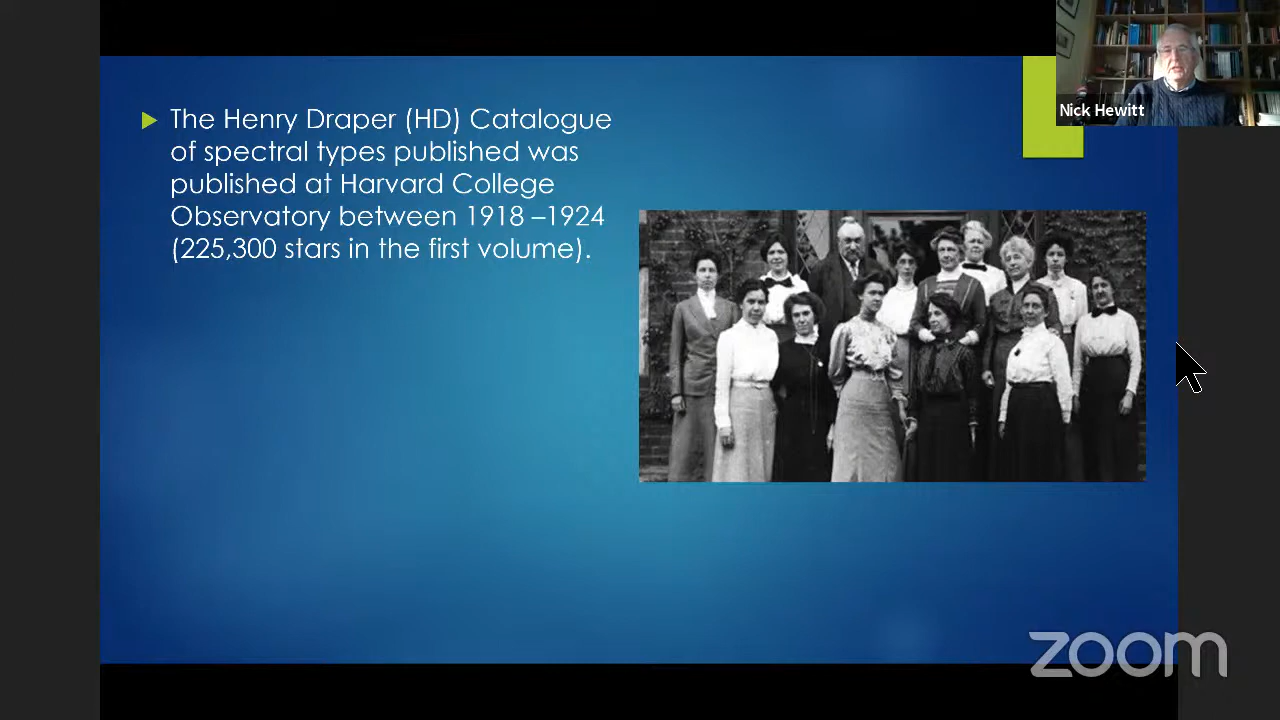 The Henry Draper (HD) Catalogue
of spectral types published was
published at Harvard College
Observatory between 1918 –1924
(225,300 stars in the first volume).
Nick Hewitt
zoom